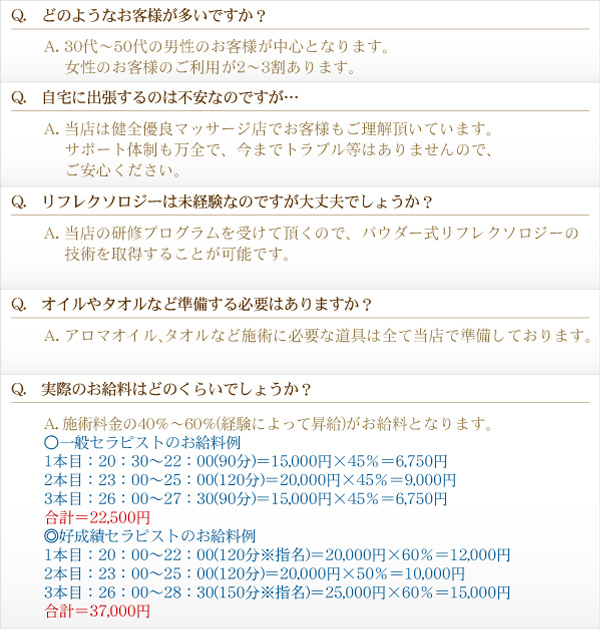 Q. どのようなお客様が多いですか？
A. 30代〜50代の男性のお客様が中心となります。
女性のお客様のご利用が2〜3割あります。
Q. 自宅に出張するのは不安なのですが…
A. 当店は健全優良マッサージ店でお客様もご理解頂いています。
サポート体制も万全で、今までトラブル等はありませんので、
ご安心ください。
Q. リフレクソロジーは未経験なのですが大丈夫でしょうか？
A. 当店の研修プログラムを受けて頂くので、パウダー式リフレクソロジーの
技術を取得することが可能です。
Q. オイルやタオルなど準備する必要はありますか？
A. アロマオイル、タオルなど施術に必要な道具は全て当店で準備しております。
Q. 実際のお給料はどのくらいでしょうか？
A. 施術料金の40％〜60％(経験によって昇給)がお給料となります。
〇一般セラピストのお給料例
1本目：20：30〜22：00(90分)＝15,000円×45％＝6,750円
2本目：23：00〜25：00(120分)＝20,000円×45％＝9,000円
3本目：26：00〜27：30(90分)＝15,000円×45％＝6,750円
合計＝22,500円
◎好成績セラピストのお給料例
1本目：20：00〜22：00(120分※指名)＝20,000円×60％＝12,000円
2本目：23：00〜25：00(120分)＝20,000円×50％＝10,000円
3本目：26：00〜28：30(150分※指名)＝25,000円×60％＝15,000円
合計＝37,000円